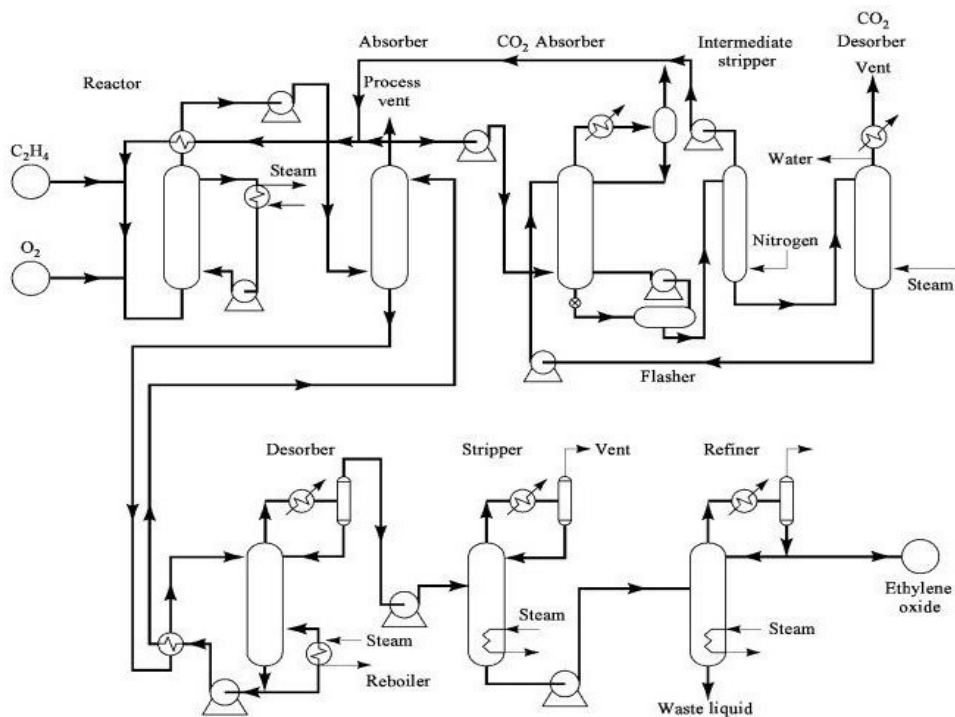 CO2
Desorber
Vent
Absorber
CO2 Absorber
Intermediate
stripper
Reactor
Process
vent
C2H4
Steam
Water
O2
Nitrogen
Steam
Flasher
Desorber
Stripper
Vent
Refiner
Ethylene
oxide
Steam
Steam
Steam
Reboiler
Waste liquid